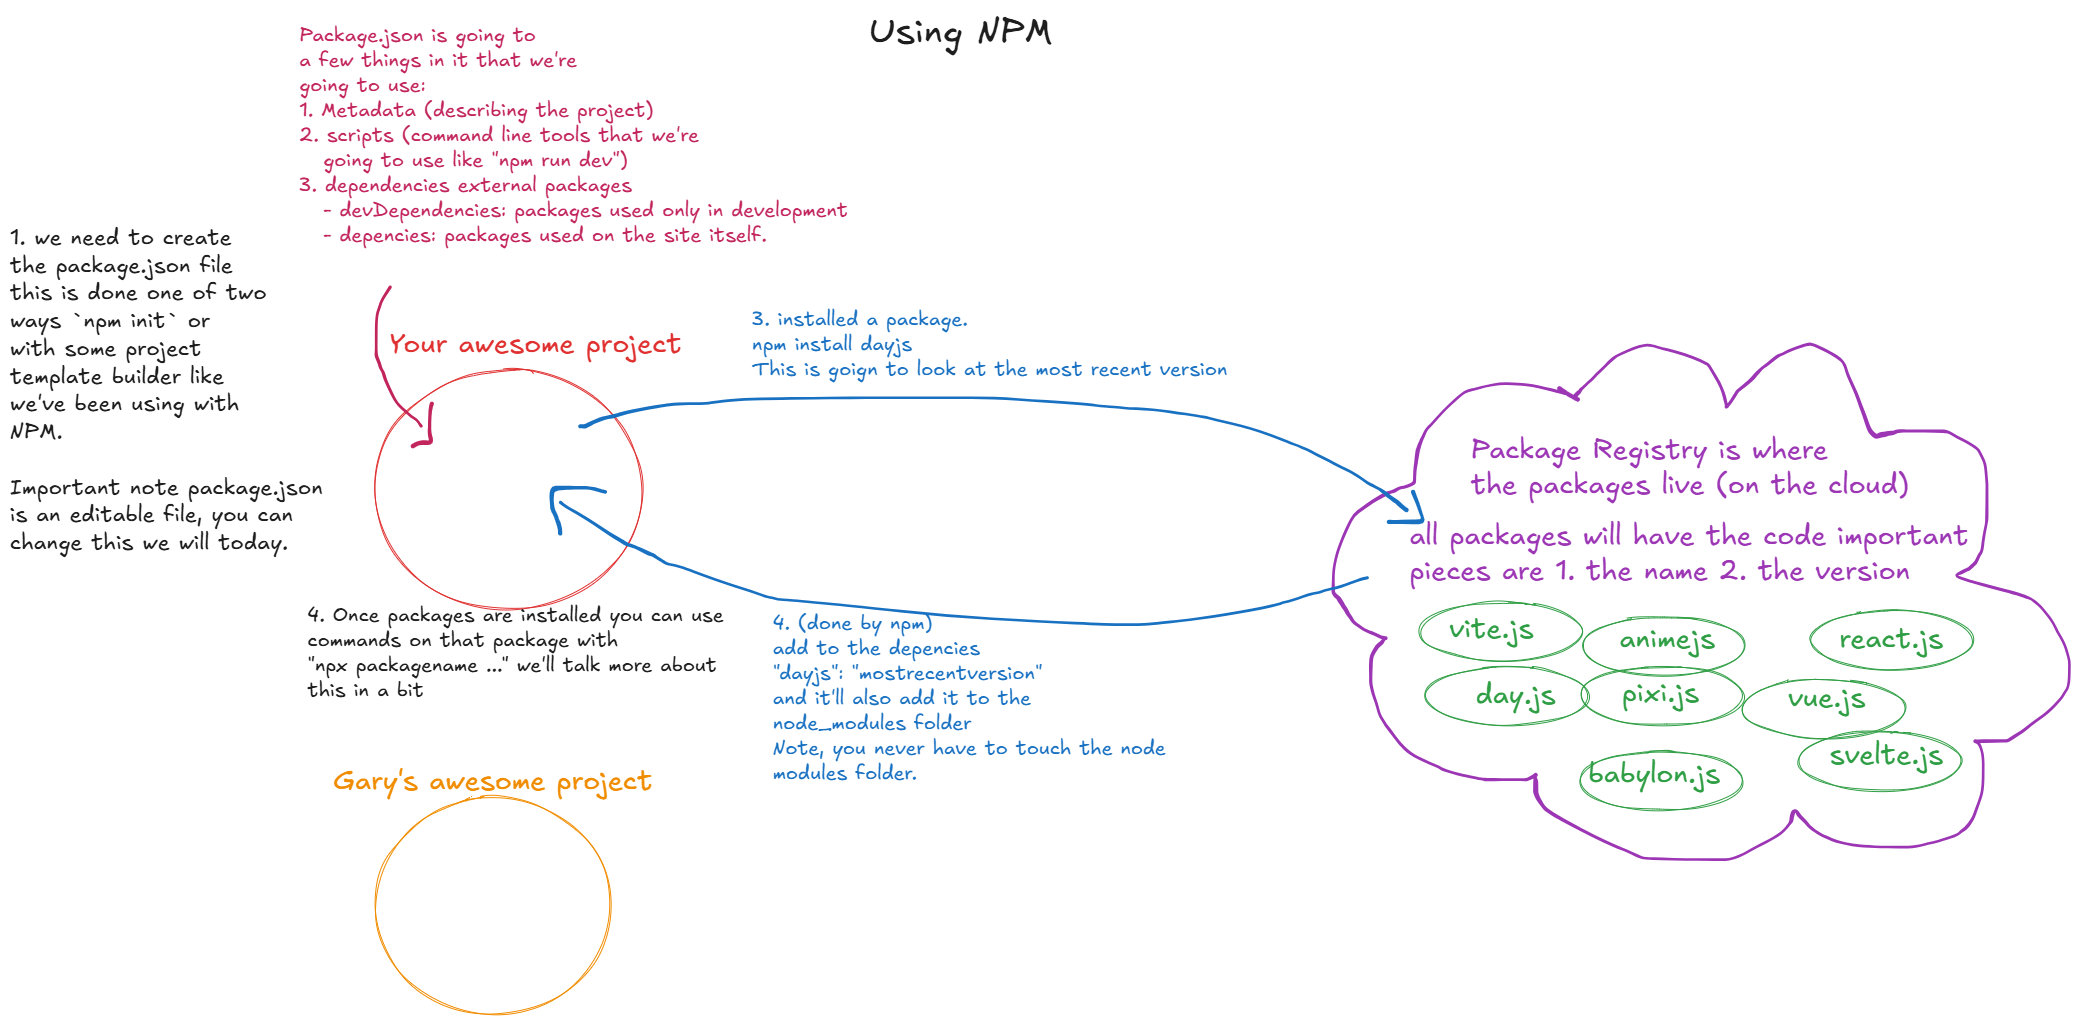 Using NPM
Package.json is going to
a few things in it that we're
going to use:
1. Metadata (describing the project)
2. scripts (command line tools that we're
going to use like "npm run dev")
3. dependencies external packages
- devDependencies: packages used only in development
- depencies: packages used on the site itself.
1. we need to create
the package.json file
this is done one of two
ways `npm init` or
with some project
template builder like
we've been using with
NPM.
Important note package.json
is an editable file, you can
change this we will today.
Your awesome project
3. installed a package.
npm install dayjs
This is goign to look at the most recent version
Package Registry is where
the packages live (on the cloud)
all packages will have the code important
pieces are 1. the name 2. the version
vite.js
animejs
react.js
day.js
pixi.js
vue.js
svelte.js
babylon.js
4. Once packages are installed you can use
commands on that package with
"npx packagename ..." we'll talk more about
this in a bit
4. (done by npm)
add to the depencies
"dayjs": "mostrecentversion"
and it'll also add it to the
node_modules folder
Note, you never have to touch the node
modules folder.
Gary's awesome project